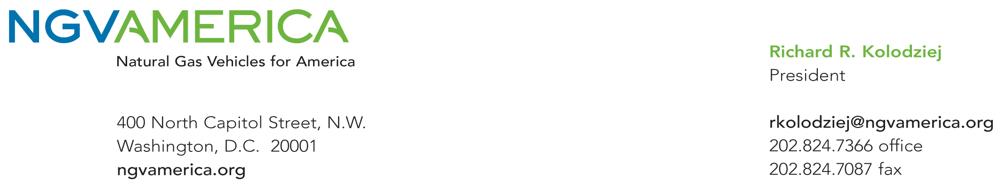 NGVAMERICA
Natural Gas Vehicles for America
400 North Capitol Street, N.W.
Washington, D.C.  20001
ngvamerica.org
Richard R. Kolodziej
President
rkolodziej@ngvamerica.org
202.824.7366 office
202.824.7087 fax